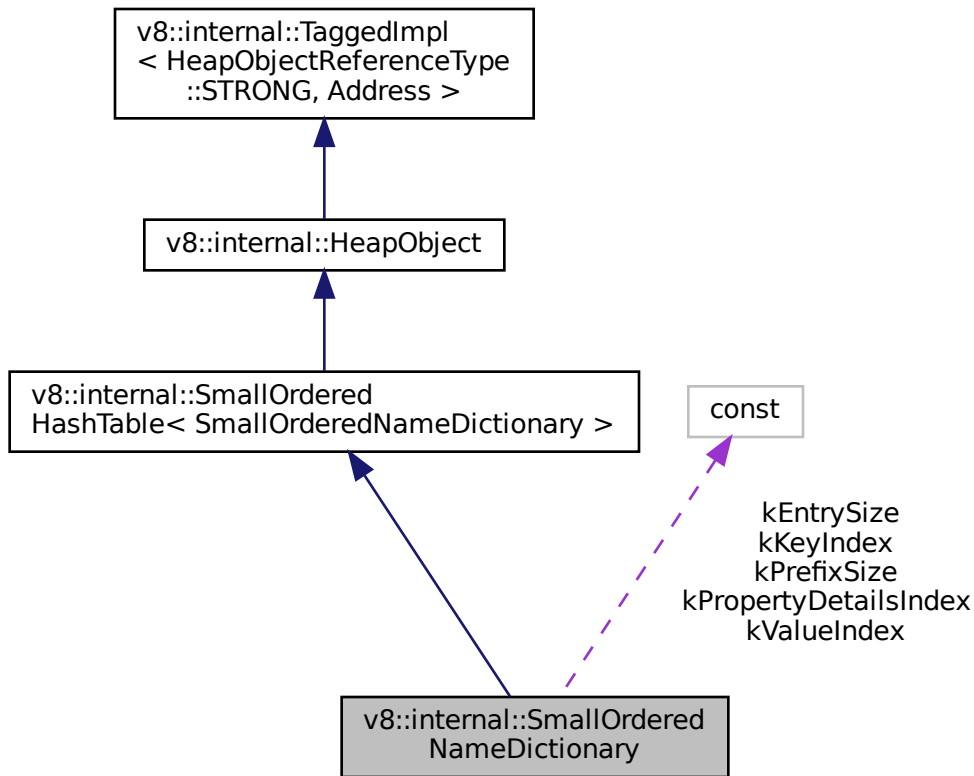 v8::internal::TaggedImpl
< HeapObjectReferenceType
::STRONG, Address >
v8::internal::HeapObject
v8::internal::SmallOrdered
HashTable< SmallOrderedNameDictionary >
const
kEntrySize
kKeyIndex
kPrefixSize
kPropertyDetailsIndex
kValueIndex
v8::internal::SmallOrdered
NameDictionary